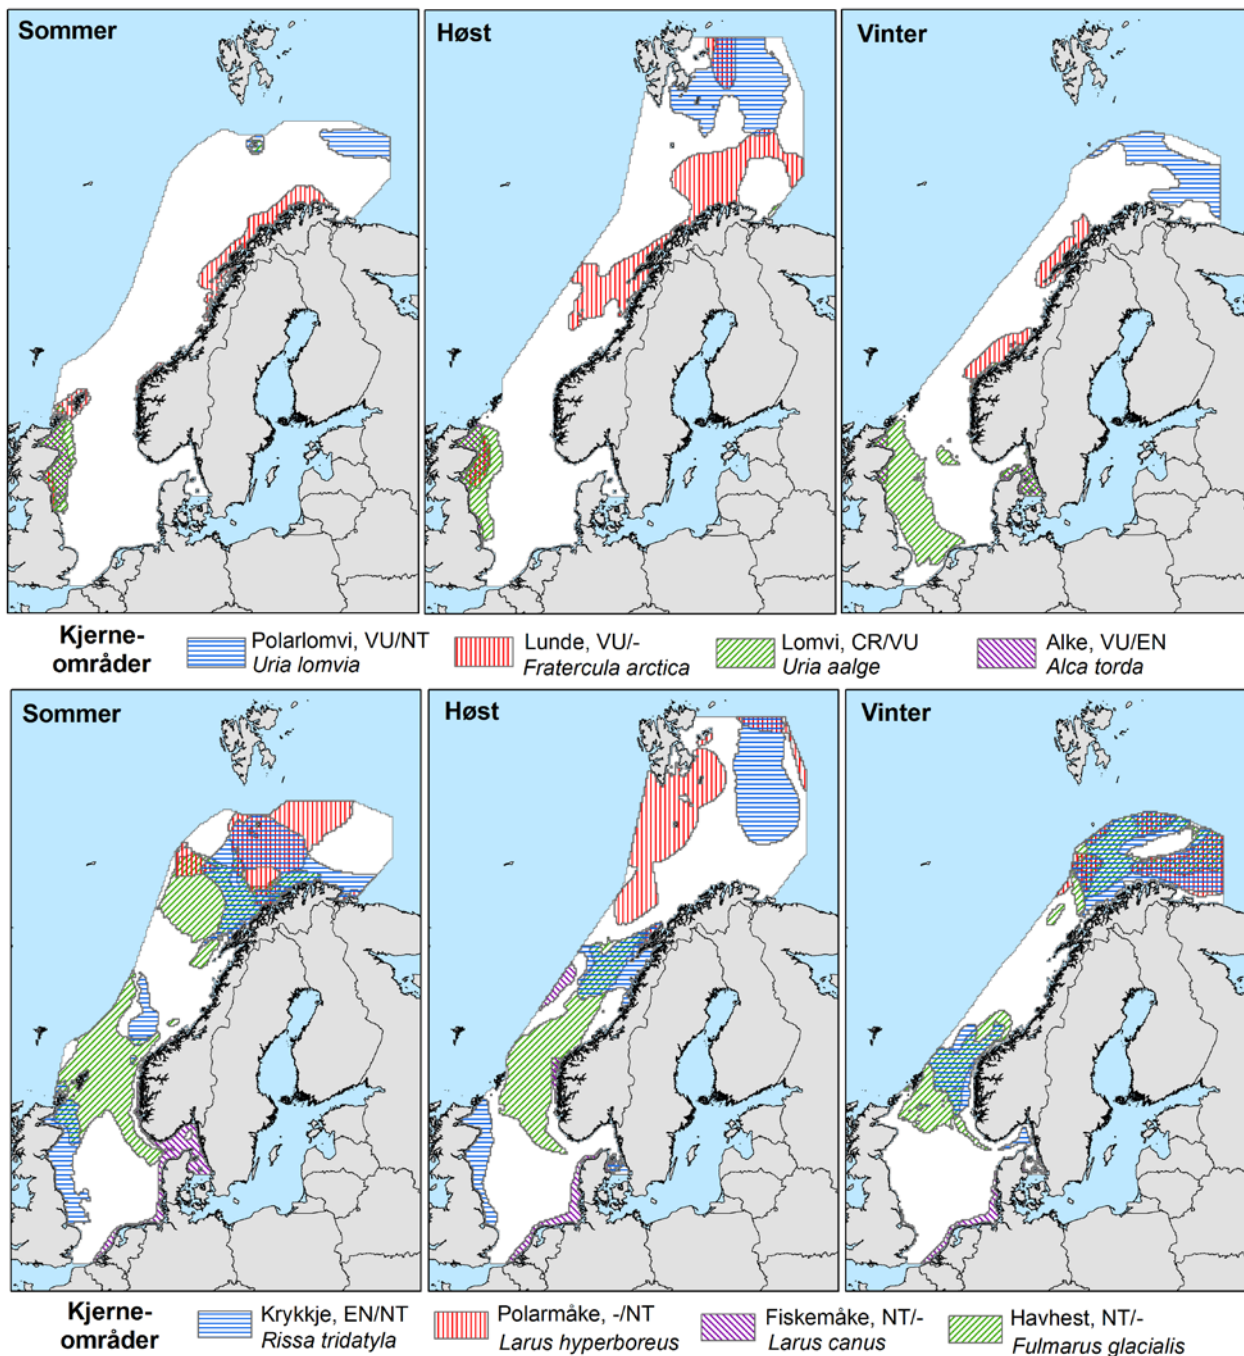 Sommer
Høst
Vinter
Kjerne-
områder
Polarlomvi, VU/NT
Uria lomvia
Lunde, VU/-
Fratercula arctica
Lomvi, CR/VU
Uria aalge
Alke, VU/EN
Alca torda
Sommer
Høst
Vinter
Kjerne-
områder
Krykkje, EN/NT
Rissa tridatyla
Polarmåke, -/NT
Larus hyperboreus
Fiskemåke, NT/-
Larus canus
Havhest, NT/-
Fulmarus glacialis